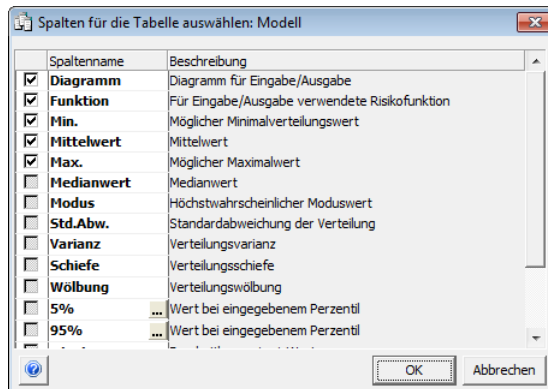 Spalten für die Tabelle auswählen: Modell
Spaltenname Beschreibung
Diagramm Diagramm für Eingabe/Ausgabe
Funktion Für Eingabe/Ausgabe verwendete Risikofunktion
Min. Möglicher Minimalverteilungswert
Mittelwert Mittelwert
Max. Möglicher Maximalwert
Medianwert Medianwert
Modus Höchstwahrscheinlicher Moduswert
Std.Abw. Standardabweichung der Verteilung
Varianz Verteilungsvarianz
Schiefe Verteilungsschiefe
Wölbung Verteilungswölbung
5% ... Wert bei eingegebenem Perzentil
95% ... Wert bei eingegebenem Perzentil
OK Abbrechen